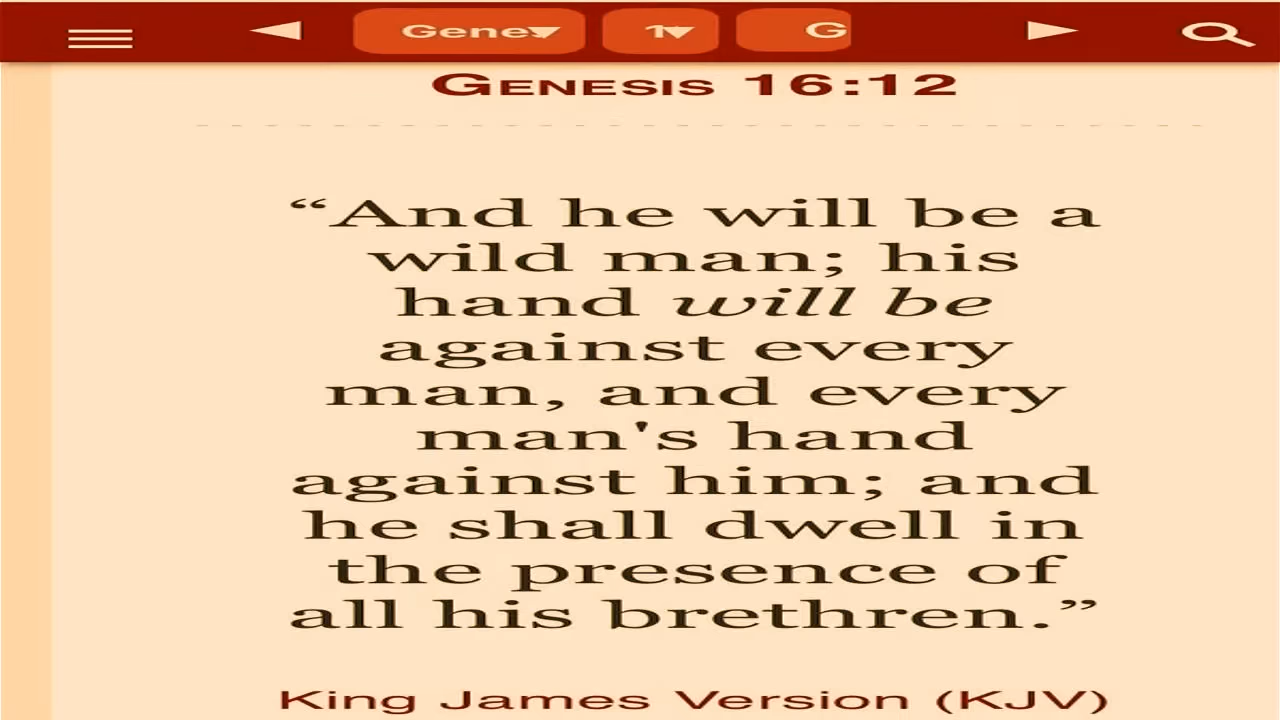 Gene
1
G
GENESIS 16:12
“And he will be a
wild man; his
hand will be
against every
man, and every
man's hand
against him; and
he shall dwell in
the presence of
all his brethren.”
King James Version (KJV)